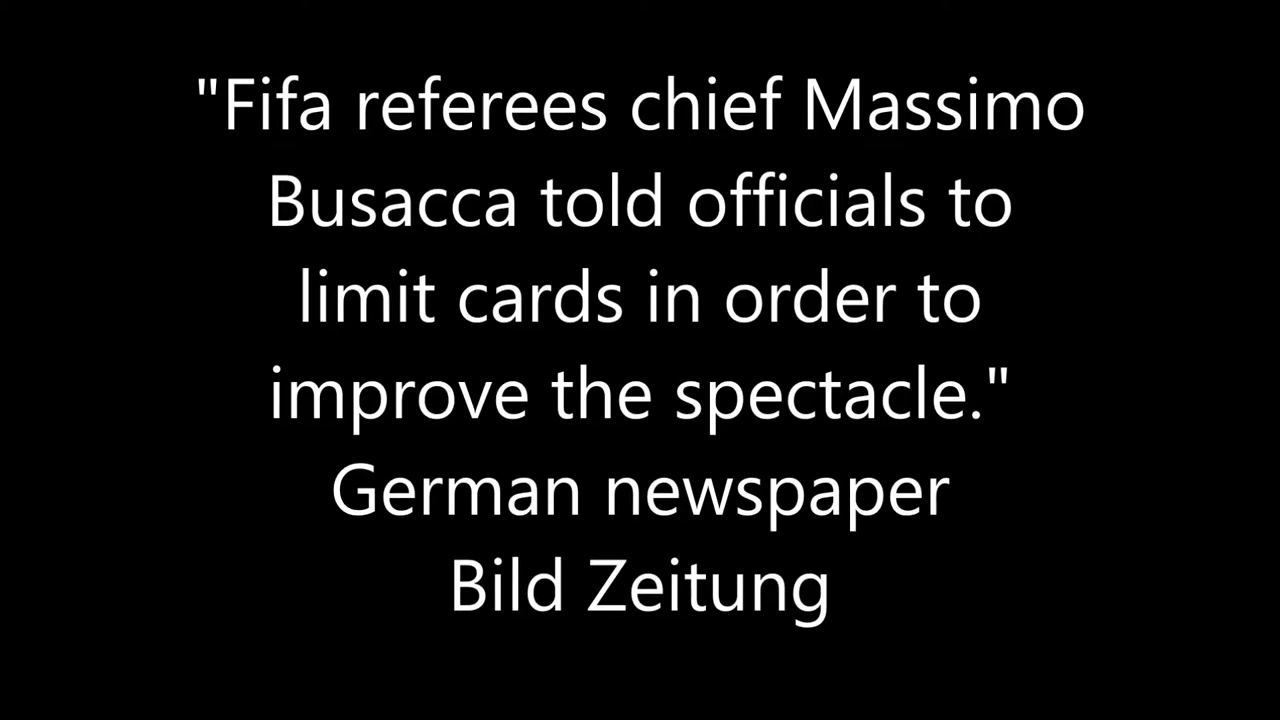 "Fifa referees chief Massimo
Busacca told officials to
limit cards in order to
improve the spectacle."
German newspaper
Bild Zeitung